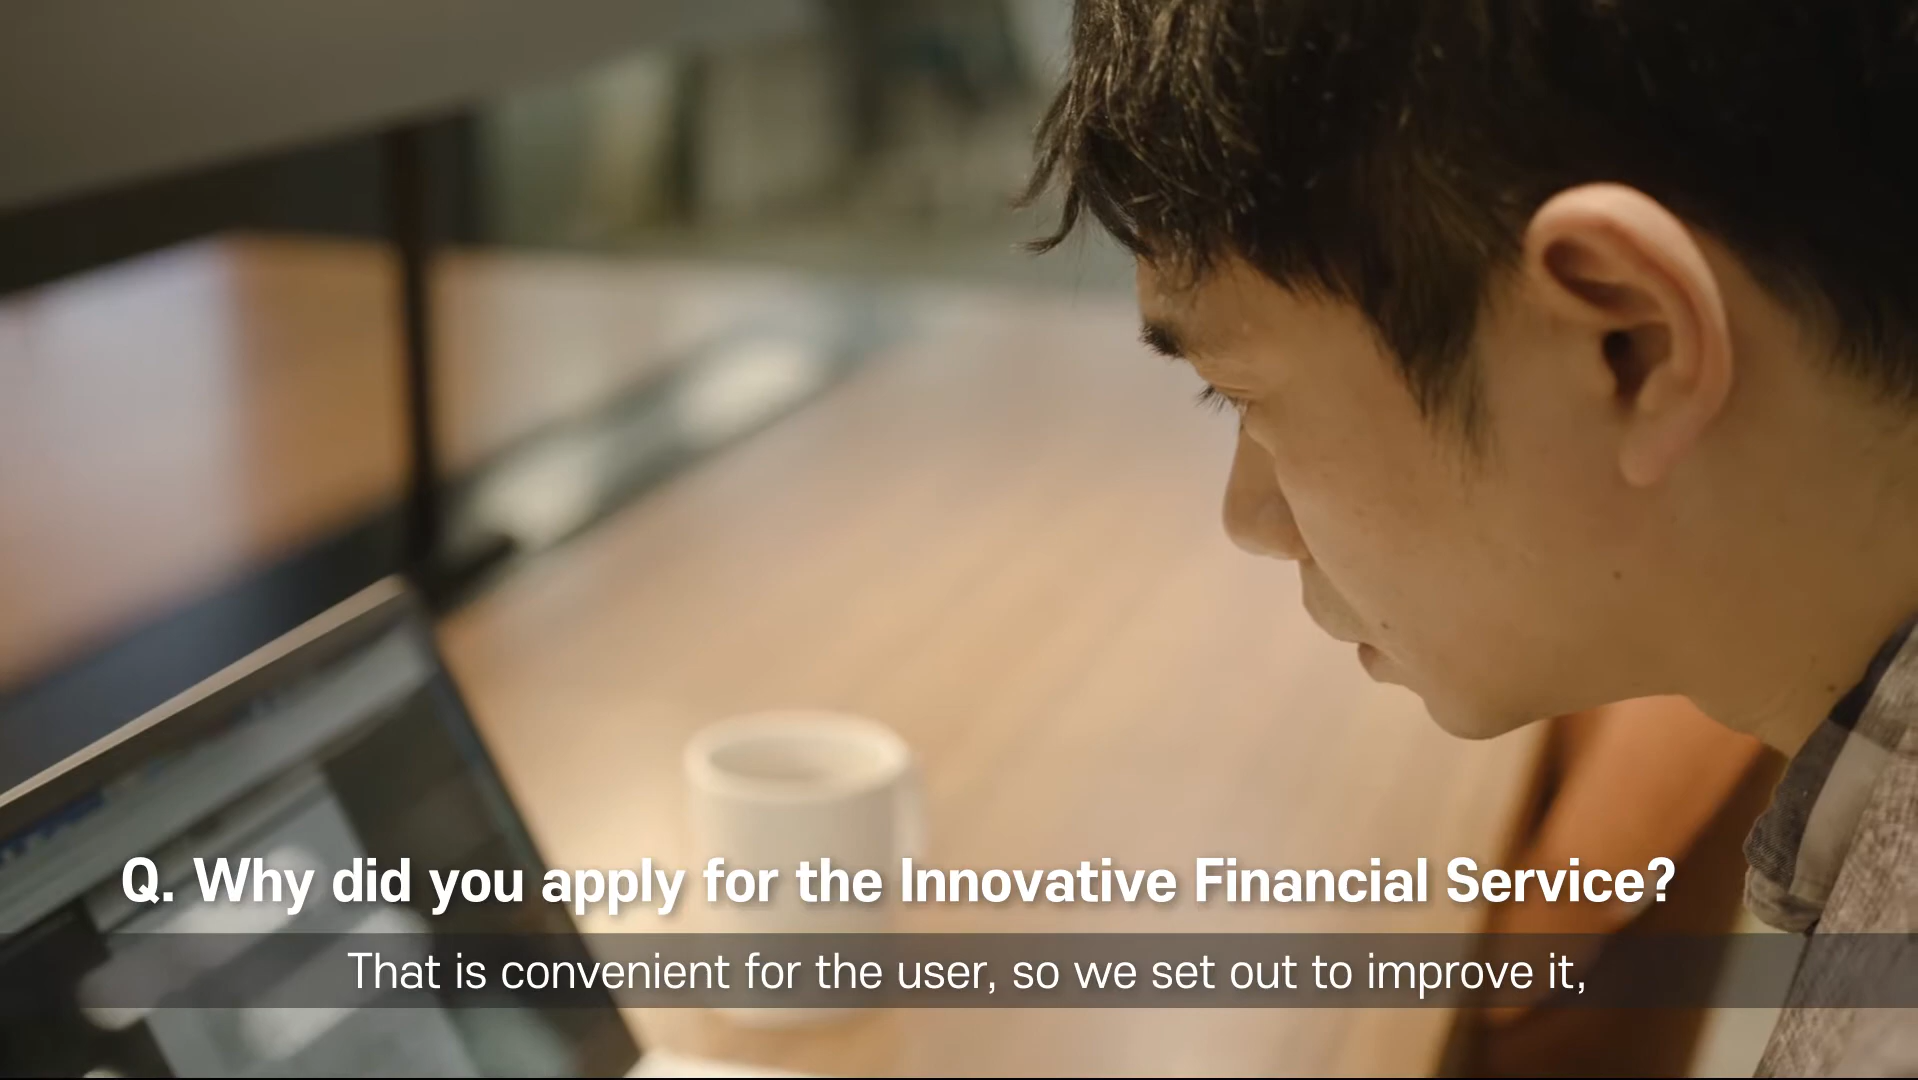 Q. Why did you apply for the Innovative Financial Service?
That is convenient for the user, so we set out to improve it,